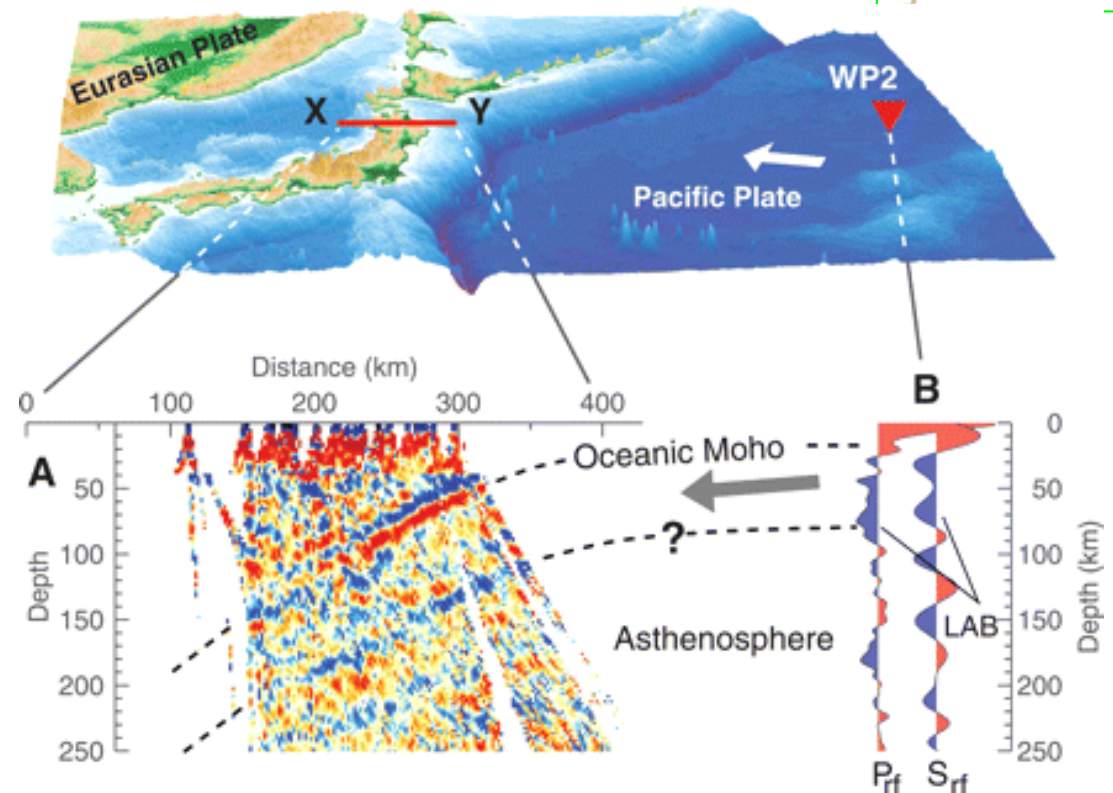 Eurasian Plate
X
Y
WP2
Pacific Plate
B
Distance (km)
0 100 200 300 400
A
Oceanic Moho
?
Asthenosphere
LAB
Depth
50
100
150
200
250
Depth (km)
0
50
100
150
200
250
Prf Srf